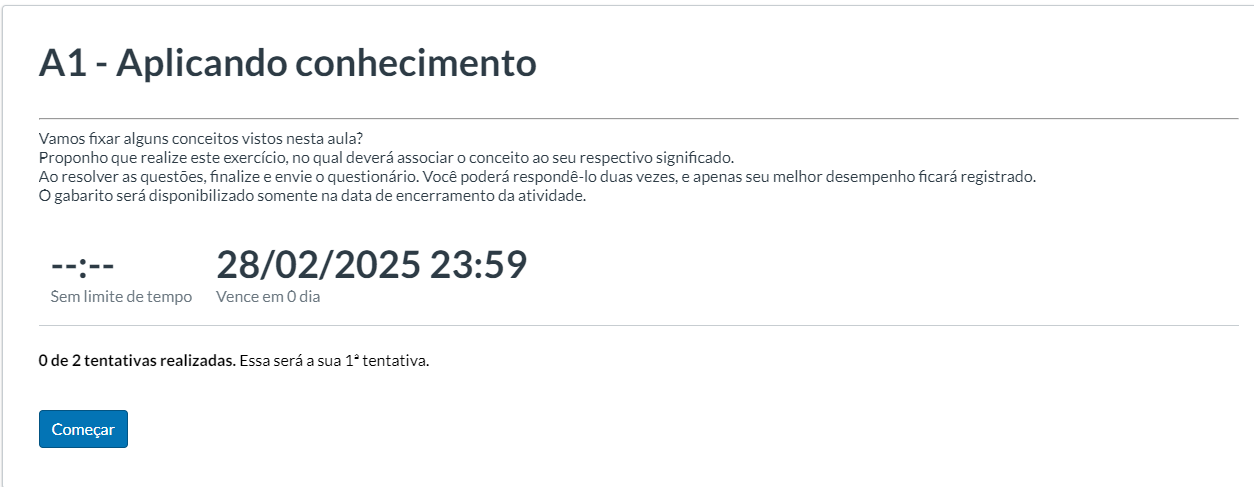 A1 - Aplicando conhecimento
Vamos fixar alguns conceitos vistos nesta aula?
Proponho que realize este exercício, no qual deverá associar o conceito ao seu respectivo significado.
Ao resolver as questões, finalize e envie o questionário. Você poderá respondê-lo duas vezes, e apenas seu melhor desempenho ficará registrado.
O gabarito será disponibilizado somente na data de encerramento da atividade.
--:-- 28/02/2025 23:59
Sem limite de tempo Vence em 0 dia
0 de 2 tentativas realizadas. Essa será a sua 1ª tentativa.
Começar